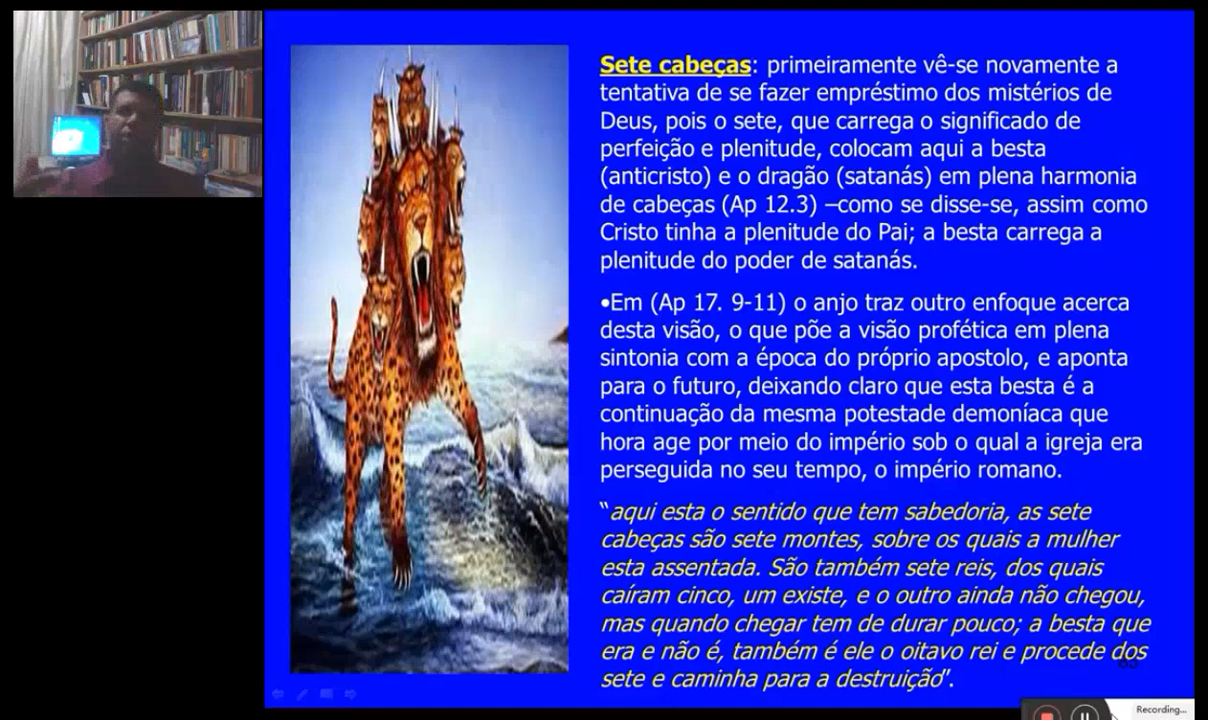 Sete cabeças: primeiramente vê-se novamente a
tentativa de se fazer empréstimo dos mistérios de
Deus, pois o sete, que carrega o significado de
perfeição e plenitude, colocam aqui a besta
(anticristo) e o dragão (satanás) em plena harmonia
de cabeças (Ap 12.3) –como se disse-se, assim como
Cristo tinha a plenitude do Pai; a besta carrega a
plenitude do poder de satanás.
•Em (Ap 17. 9-11) o anjo traz outro enfoque acerca
desta visão, o que põe a visão profética em plena
sintonia com a época do próprio apostolo, e aponta
para o futuro, deixando claro que esta besta é a
continuação da mesma potestade demoníaca que
hora age por meio do império sob o qual a igreja era
perseguida no seu tempo, o império romano.
“aqui esta o sentido que tem sabedoria, as sete
cabeças são sete montes, sobre os quais a mulher
esta assentada. São também sete reis, dos quais
caíram cinco, um existe, e o outro ainda não chegou,
mas quando chegar tem de durar pouco; a besta que
era e não é, também é ele o oitavo rei e procede dos
sete e caminha para a destruição”.
Recording...